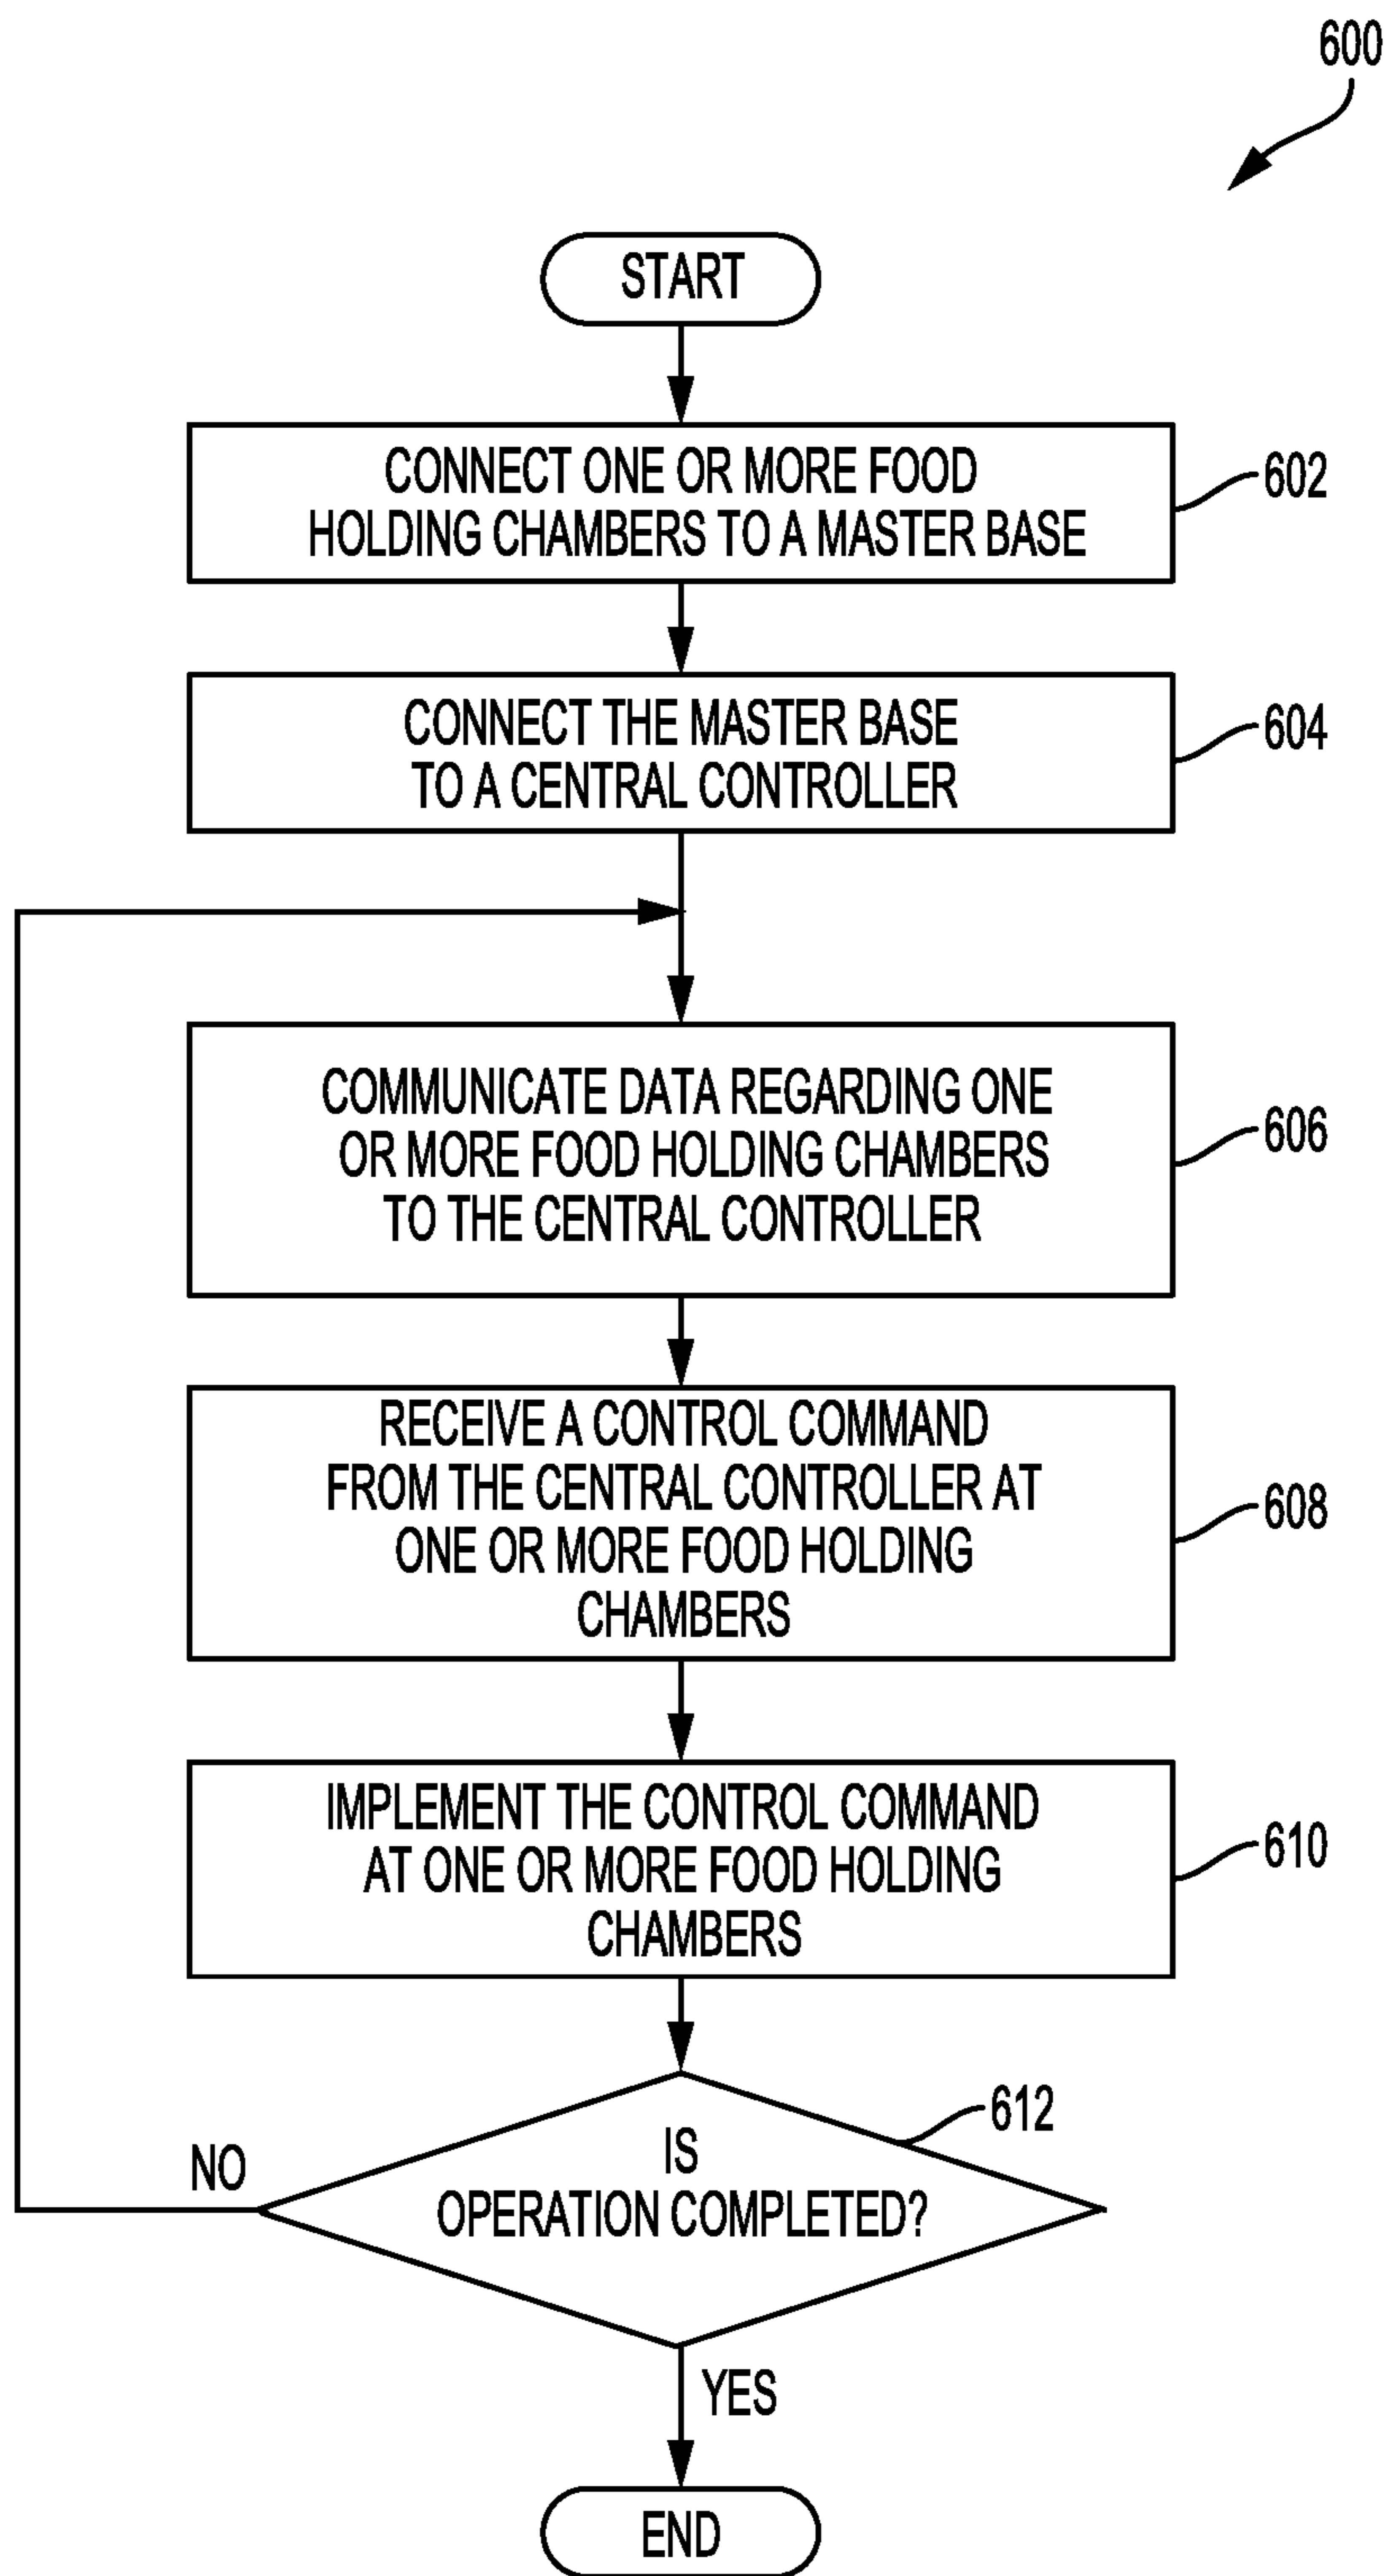 600
START
CONNECT ONE OR MORE FOOD
HOLDING CHAMBERS TO A MASTER BASE
602
CONNECT THE MASTER BASE
TO A CENTRAL CONTROLLER
604
COMMUNICATE DATA REGARDING ONE
OR MORE FOOD HOLDING CHAMBERS
TO THE CENTRAL CONTROLLER
606
RECEIVE A CONTROL COMMAND
FROM THE CENTRAL CONTROLLER AT
ONE OR MORE FOOD HOLDING
CHAMBERS
608
IMPLEMENT THE CONTROL COMMAND
AT ONE OR MORE FOOD HOLDING
CHAMBERS
610
612
NO
IS
OPERATION COMPLETED?
YES
END